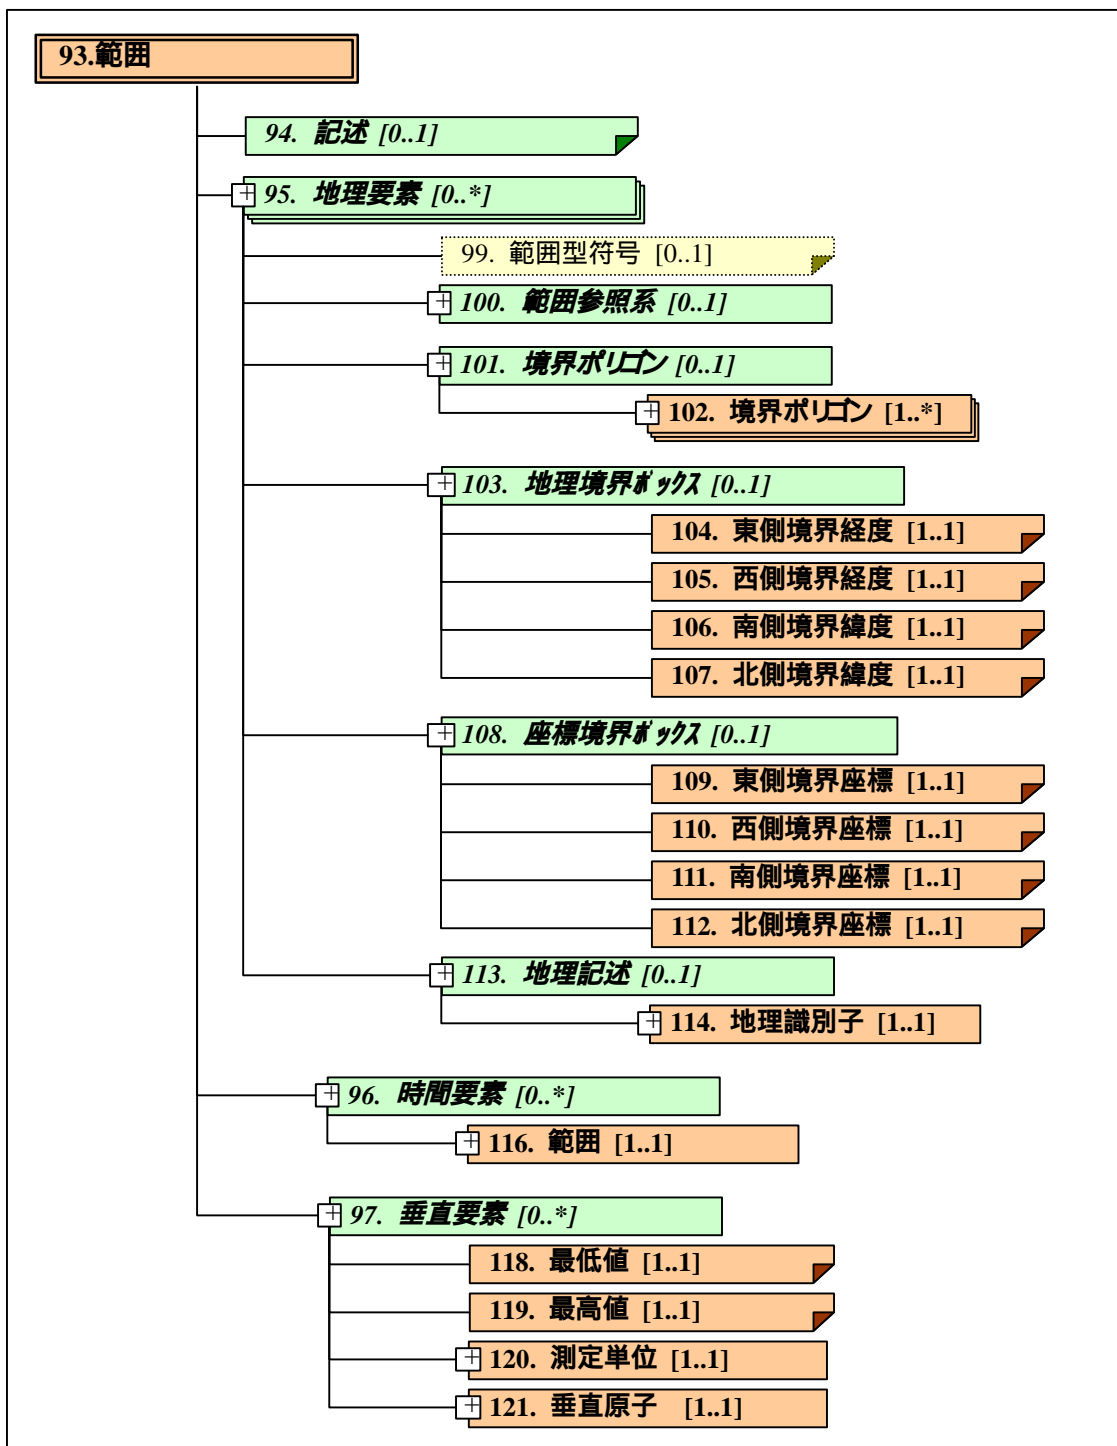 93.範囲
94. 記述 [0..1]
95. 地理要素 [0..*]
99. 範囲型符号 [0..1]
100. 範囲参照系 [0..1]
101. 境界ポリゴン [0..1]
102. 境界ポリゴン [1..*]
103. 地理境界ボックス [0..1]
104. 東側境界経度 [1..1]
105. 西側境界経度 [1..1]
106. 南側境界緯度 [1..1]
107. 北側境界緯度 [1..1]
108. 座標境界ボックス [0..1]
109. 東側境界座標 [1..1]
110. 西側境界座標 [1..1]
111. 南側境界座標 [1..1]
112. 北側境界座標 [1..1]
113. 地理記述 [0..1]
114. 地理識別子 [1..1]
96. 時間要素 [0..*]
116. 範囲 [1..1]
97. 垂直要素 [0..*]
118. 最低値 [1..1]
119. 最高値 [1..1]
120. 測定単位 [1..1]
121. 垂直原子 [1..1]